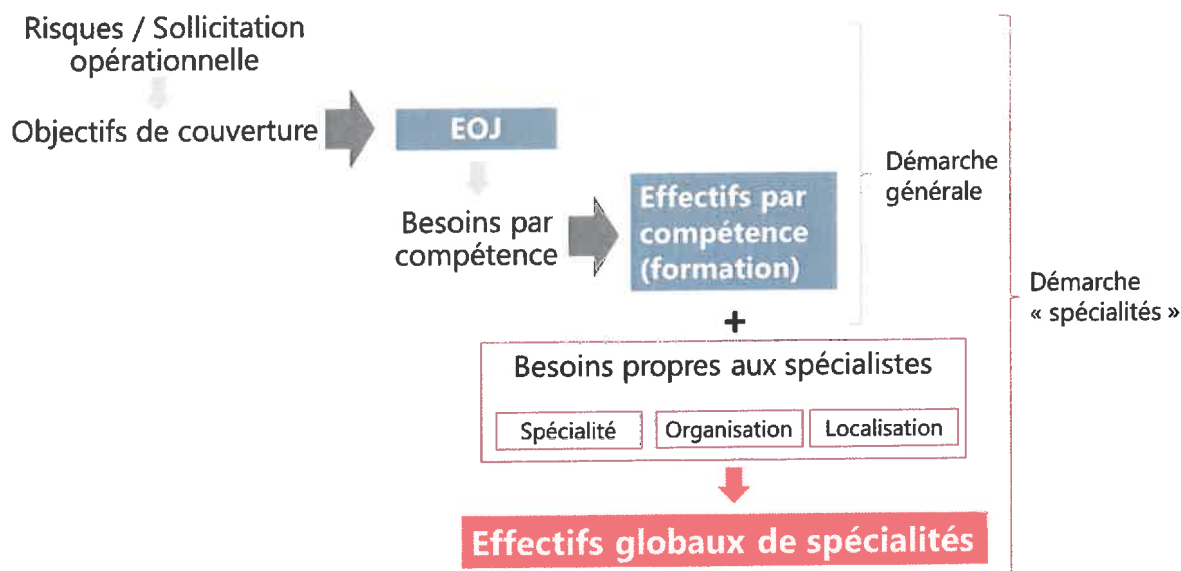 Risques / Sollicitation
opérationnelle
Objectifs de couverture
EOJ
Besoins par
compétence
Effectifs par
compétence
(formation)
Démarche
générale
+
Besoins propres aux spécialistes
Spécialité
Organisation
Localisation
Démarche
« spécialités »
Effectifs globaux de spécialités